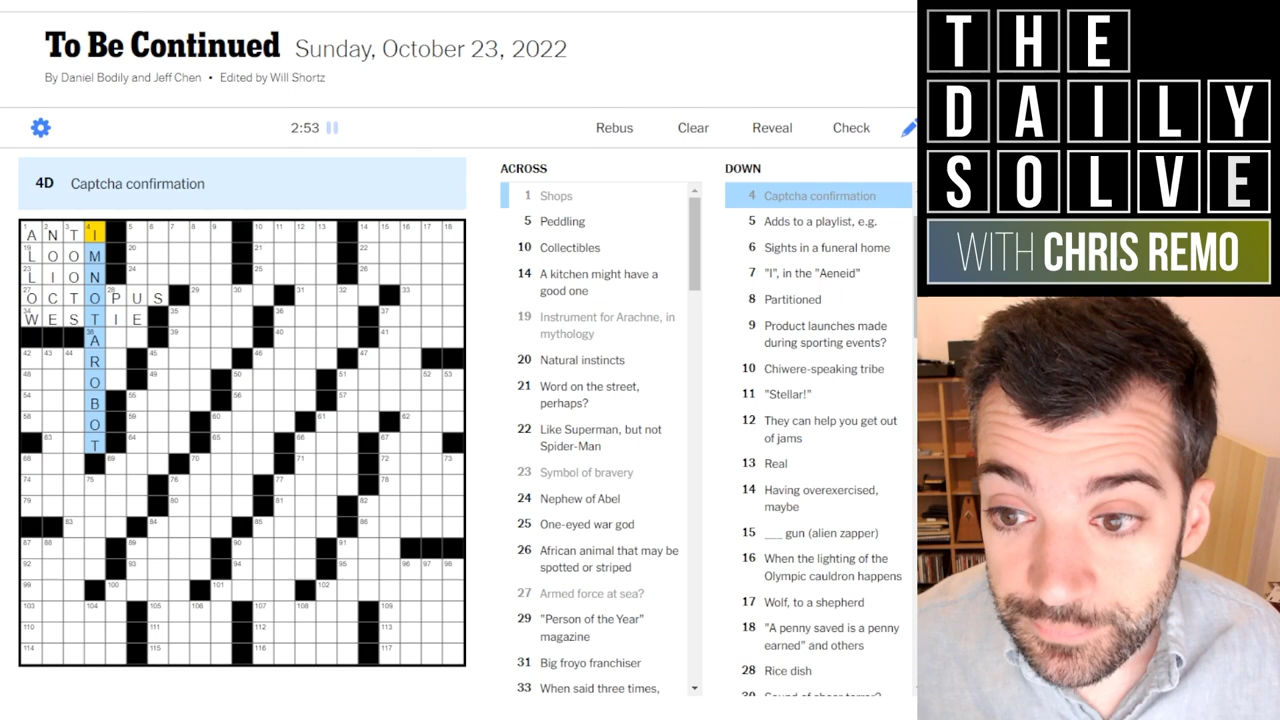 To Be Continued Sunday, October 23, 2022
By Daniel Bodily and Jeff Chen • Edited by Will Shortz
2:53
Rebus Clear Reveal Check
4D Captcha confirmation
ACROSS
1 Shops
5 Peddling
10 Collectibles
14 A kitchen might have a
good one
19 Instrument for Arachne, in
mythology
20 Natural instincts
21 Word on the street,
perhaps?
22 Like Superman, but not
Spider-Man
23 Symbol of bravery
24 Nephew of Abel
25 One-eyed war god
26 African animal that may be
spotted or striped
27 Armed force at sea?
29 "Person of the Year"
magazine
31 Big froyo franchiser
33 When said three times,
DOWN
4 Captcha confirmation
5 Adds to a playlist, e.g.
6 Sights in a funeral home
7 "I", in the "Aeneid"
8 Partitioned
9 Product launches made
during sporting events?
10 Chiwere-speaking tribe
11 "Stellar!"
12 They can help you get out
of jams
13 Real
14 Having overexercised,
maybe
15 ___ gun (alien zapper)
16 When the lighting of the
Olympic cauldron happens
17 Wolf, to a shepherd
18 "A penny saved is a penny
earned" and others
28 Rice dish
A N T I
L O O M
L I O N
O C T O P U S
W E S T I E
A
R
O
B
O
T
THE
DAILY
SOLVE
WITH CHRIS REMO